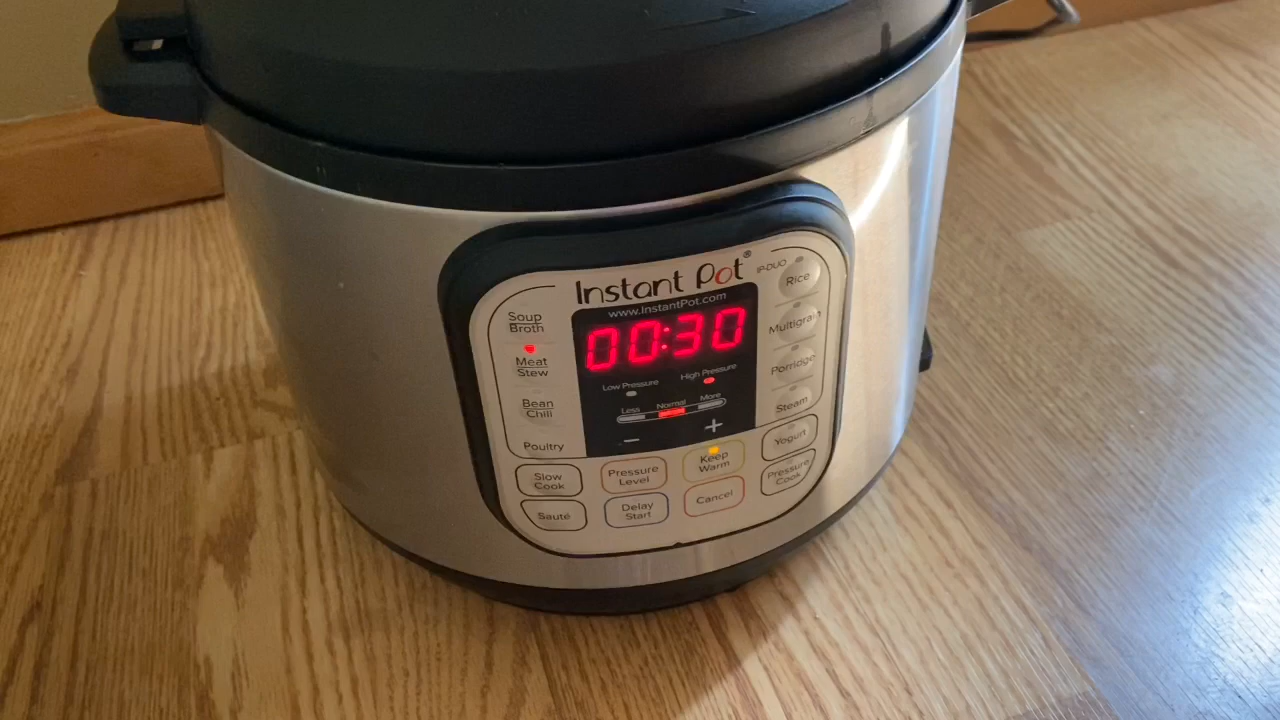 Instant Pot®
IP-DUO
www.InstantPot.com
00:30
Low Pressure
High Pressure
Less
Normal
More
−
+
Soup
Broth
Meat
Stew
Bean
Chili
Poultry
Slow
Cook
Sauté
Pressure
Level
Delay
Start
Keep
Warm
Cancel
Rice
Multigrain
Porridge
Steam
Yogurt
Pressure
Cook